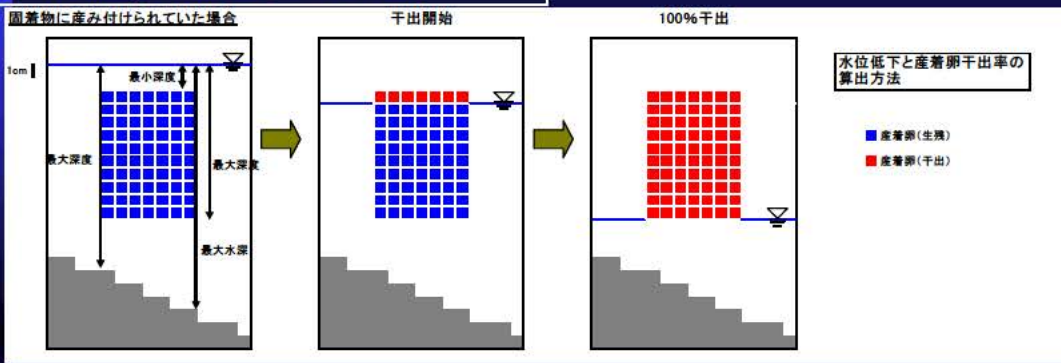 固着物に産み付けられていた場合
干出開始
100%干出
1cm
最小深度
最大深度
最大深度
最大水深
水位低下と産着卵干出率の
算出方法
産着卵(生残)
産着卵(干出)